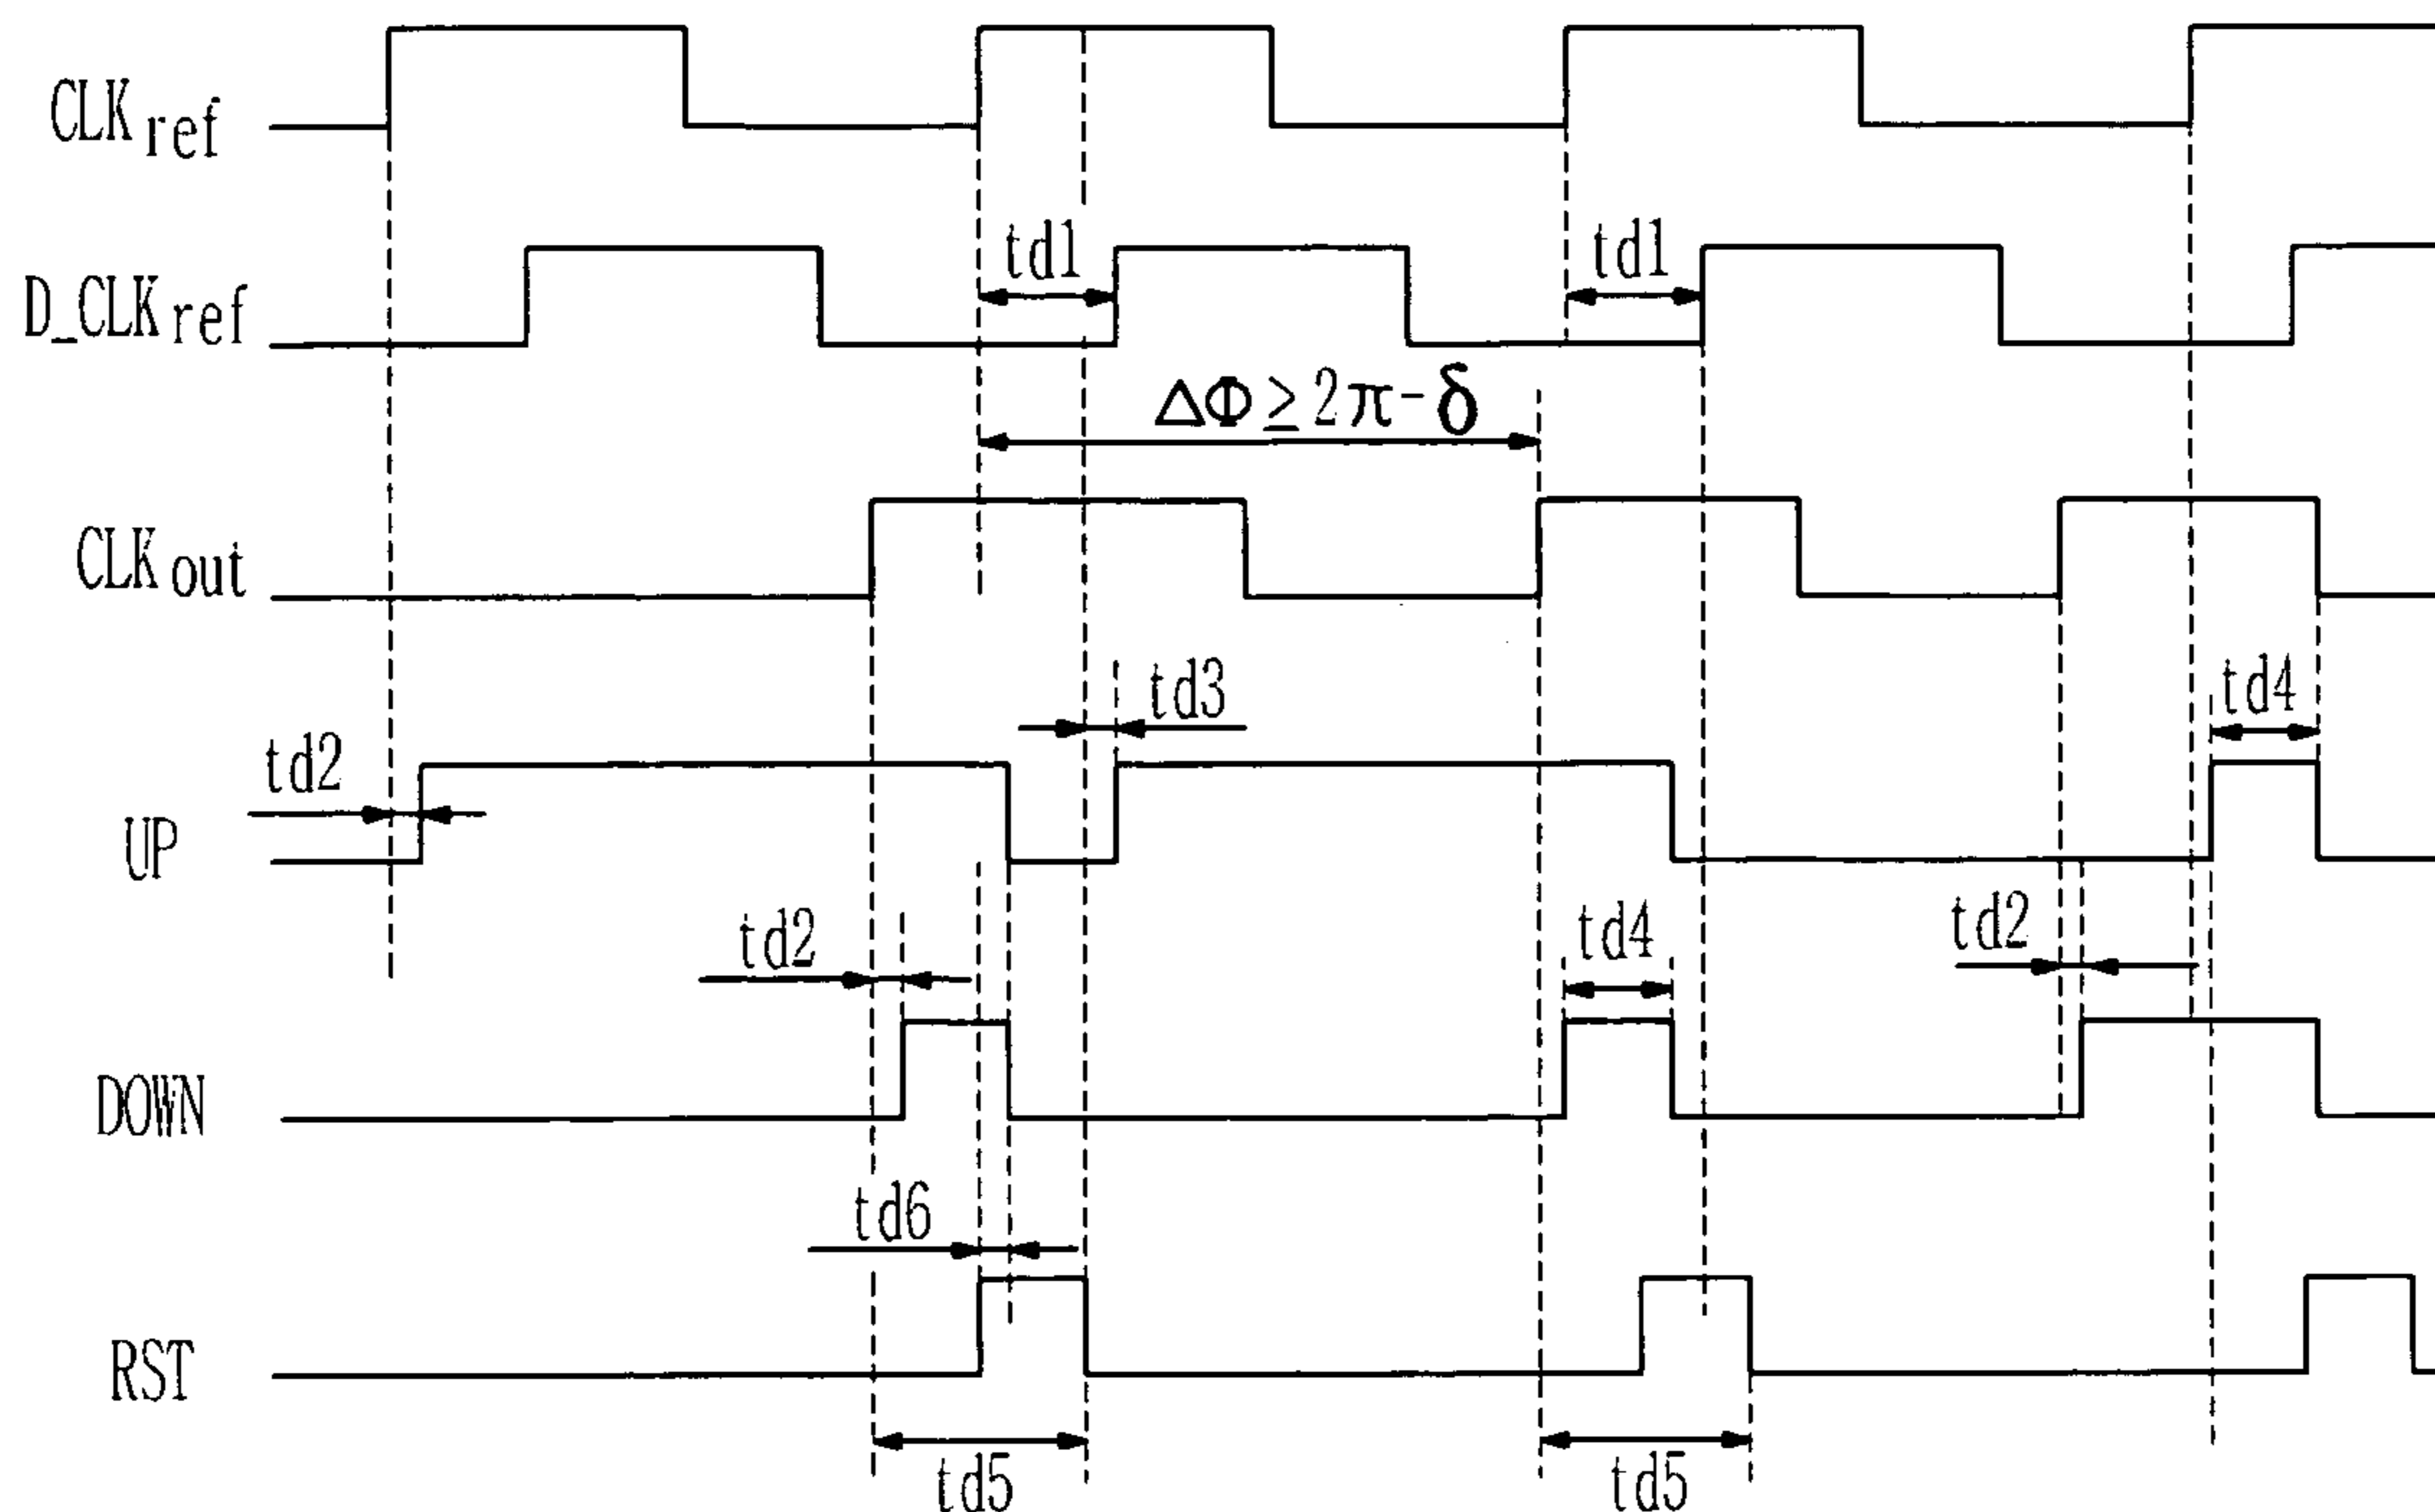 CLKref
td1
td1
D_CLKref
ΔΦ≥2π-δ
CLKout
td3
td4
td2
UP
td2
td4
td2
DOWN
td6
RST
td5
td5